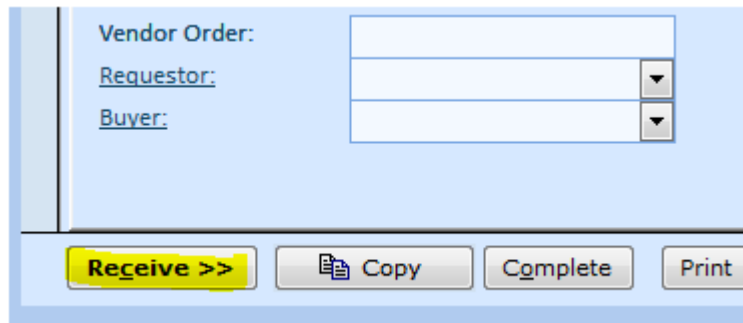 Vendor Order:
Requestor:
Buyer:
Receive >> Copy Complete Print